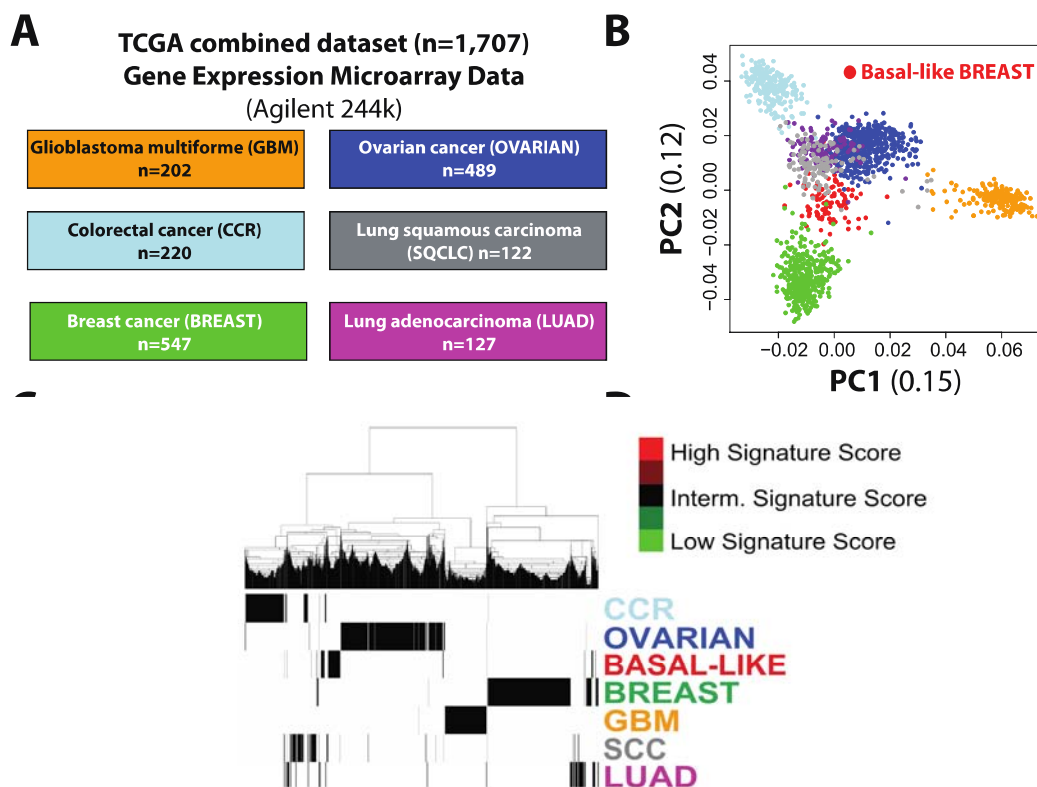 A
TCGA combined dataset (n=1,707)
Gene Expression Microarray Data
(Agilent 244k)
Glioblastoma multiforme (GBM)
n=202
Ovarian cancer (OVARIAN)
n=489
Colorectal cancer (CCR)
n=220
Lung squamous carcinoma
(SQCLC) n=122
Breast cancer (BREAST)
n=547
Lung adenocarcinoma (LUAD)
n=127
B
Basal-like BREAST
PC2 (0.12)
0.04
0.02
0.00
−0.02
−0.04
−0.02 0.00 0.02 0.04 0.06
PC1 (0.15)
High Signature Score
Interm. Signature Score
Low Signature Score
CCR
OVARIAN
BASAL-LIKE
BREAST
GBM
SCC
LUAD